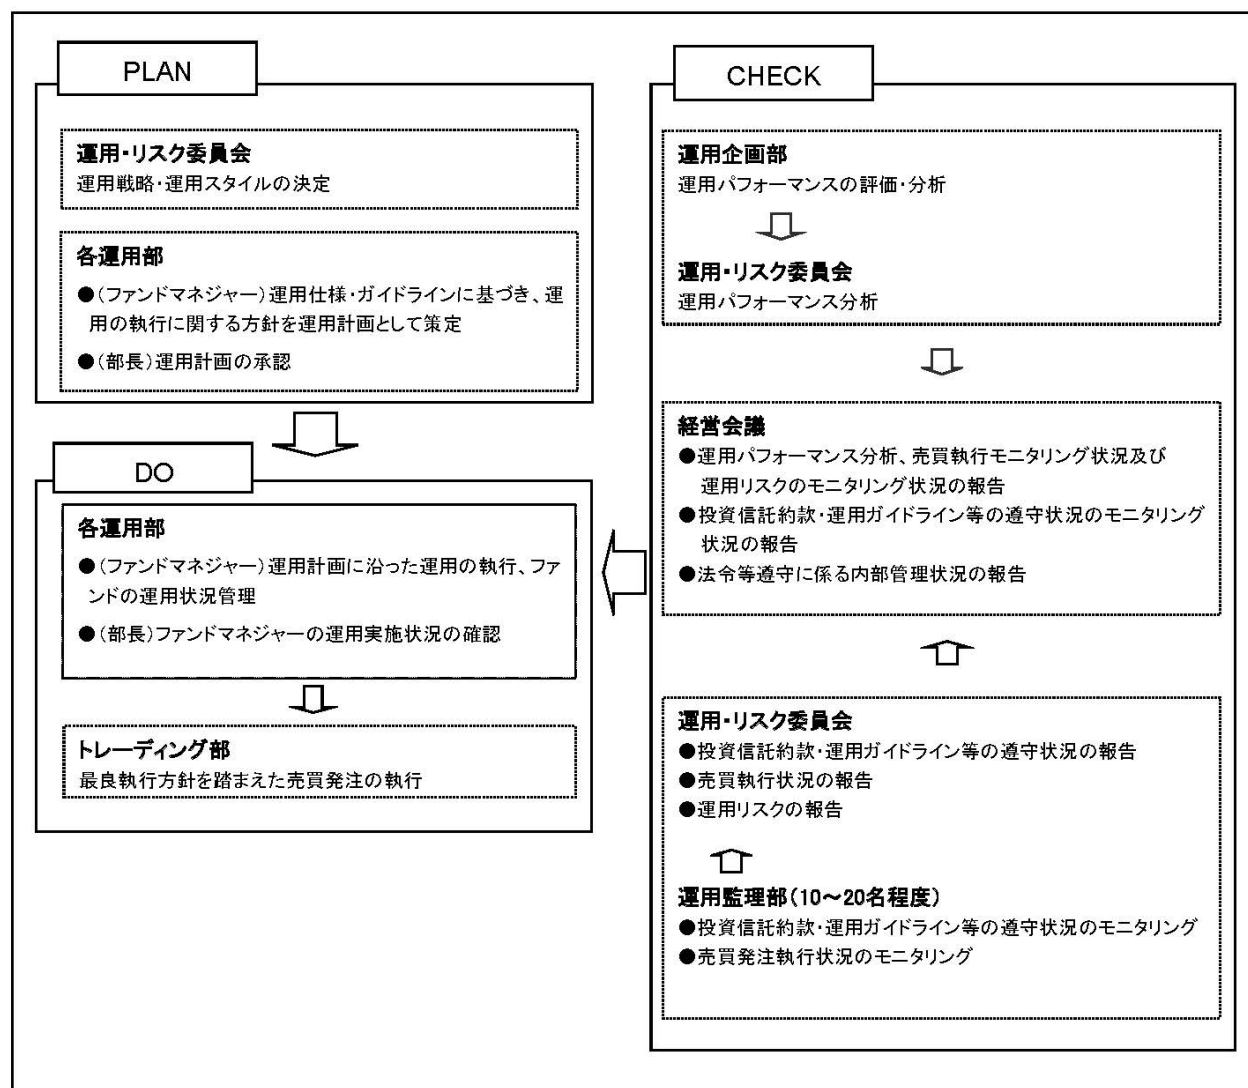 PLAN
運用・リスク委員会
運用戦略・運用スタイルの決定
各運用部
●(ファンドマネジャー)運用仕様・ガイドラインに基づき、運
用の執行に関する方針を運用計画として策定
●(部長)運用計画の承認
DO
各運用部
●(ファンドマネジャー)運用計画に沿った運用の執行、ファ
ンドの運用状況管理
●(部長)ファンドマネジャーの運用実施状況の確認
トレーディング部
最良執行方針を踏まえた売買発注の執行
CHECK
運用企画部
運用パフォーマンスの評価・分析
運用・リスク委員会
運用パフォーマンス分析
経営会議
●運用パフォーマンス分析、売買執行モニタリング状況及び
運用リスクのモニタリング状況の報告
●投資信託約款・運用ガイドライン等の遵守状況のモニタリング
状況の報告
●法令等遵守に係る内部管理状況の報告
運用・リスク委員会
●投資信託約款・運用ガイドライン等の遵守状況の報告
●売買執行状況の報告
●運用リスクの報告
運用監理部(10～20名程度)
●投資信託約款・運用ガイドライン等の遵守状況のモニタリング
●売買発注執行状況のモニタリング